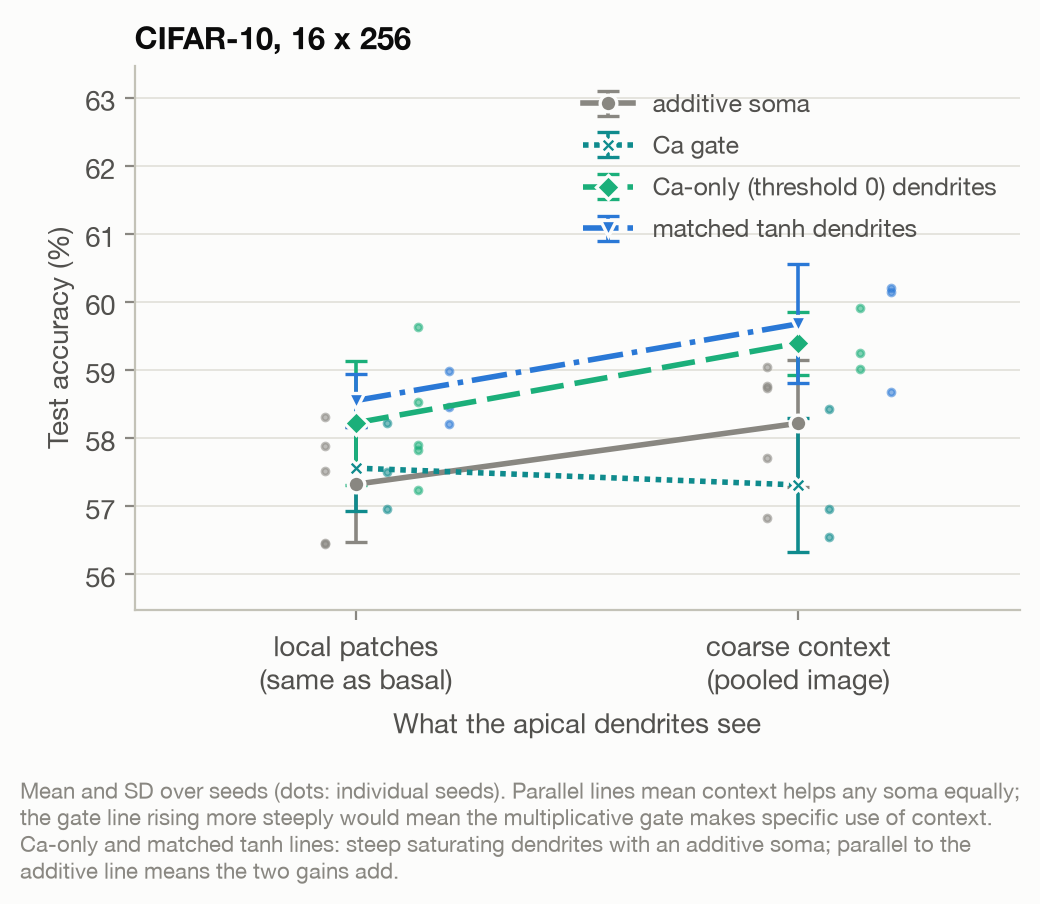 CIFAR-10, 16 x 256
63
62
61
60
59
58
57
56
Test accuracy (%)
additive soma
Ca gate
Ca-only (threshold 0) dendrites
matched tanh dendrites
local patches
(same as basal)
coarse context
(pooled image)
What the apical dendrites see
Mean and SD over seeds (dots: individual seeds). Parallel lines mean context helps any soma equally;
the gate line rising more steeply would mean the multiplicative gate makes specific use of context.
Ca-only and matched tanh lines: steep saturating dendrites with an additive soma; parallel to the
additive line means the two gains add.